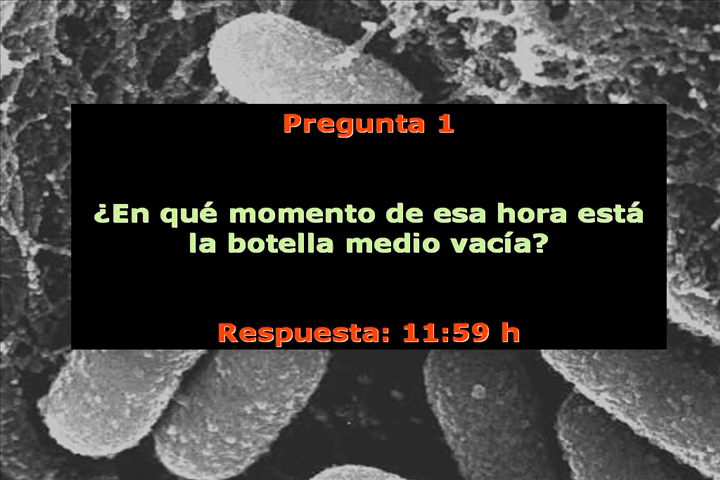 Pregunta 1
¿En qué momento de esa hora está
la botella medio vacía?
Respuesta: 11:59 h